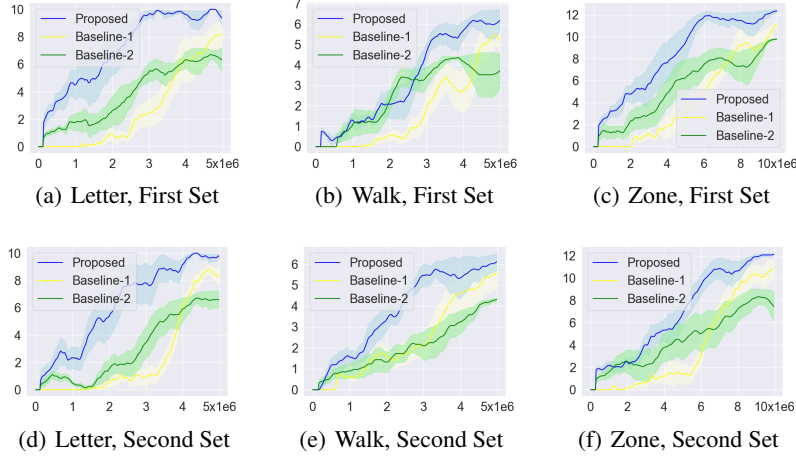 10
8
6
4
2
0
Proposed
Baseline-1
Baseline-2
0 1 2 3 4 5x1e6
(a) Letter, First Set
7
6
5
4
3
2
1
0
Proposed
Baseline-1
Baseline-2
0 1 2 3 4 5x1e6
(b) Walk, First Set
12
10
8
6
4
2
0
Proposed
Baseline-1
Baseline-2
0 2 4 6 8 10x1e6
(c) Zone, First Set
10
8
6
4
2
0
Proposed
Baseline-1
Baseline-2
0 1 2 3 4 5x1e6
(d) Letter, Second Set
6
5
4
3
2
1
0
Proposed
Baseline-1
Baseline-2
0 1 2 3 4 5x1e6
(e) Walk, Second Set
12
10
8
6
4
2
0
Proposed
Baseline-1
Baseline-2
0 2 4 6 8 10x1e6
(f) Zone, Second Set